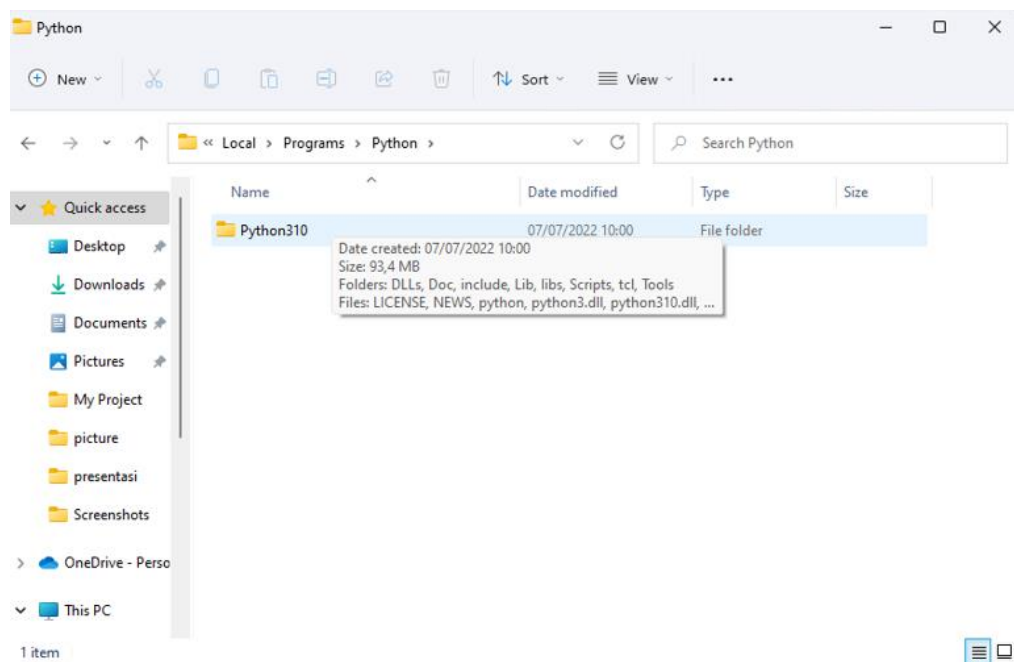 Python
New
Sort
View
« Local > Programs > Python >
Search Python
Name Date modified Type Size
Quick access
Python310 07/07/2022 10:00 File folder
Date created: 07/07/2022 10:00
Size: 93,4 MB
Folders: DLLs, Doc, include, Lib, libs, Scripts, tcl, Tools
Files: LICENSE, NEWS, python, python3.dll, python310.dll, ...
Desktop
Downloads
Documents
Pictures
My Project
picture
presentasi
Screenshots
OneDrive - Perso
This PC
1 item